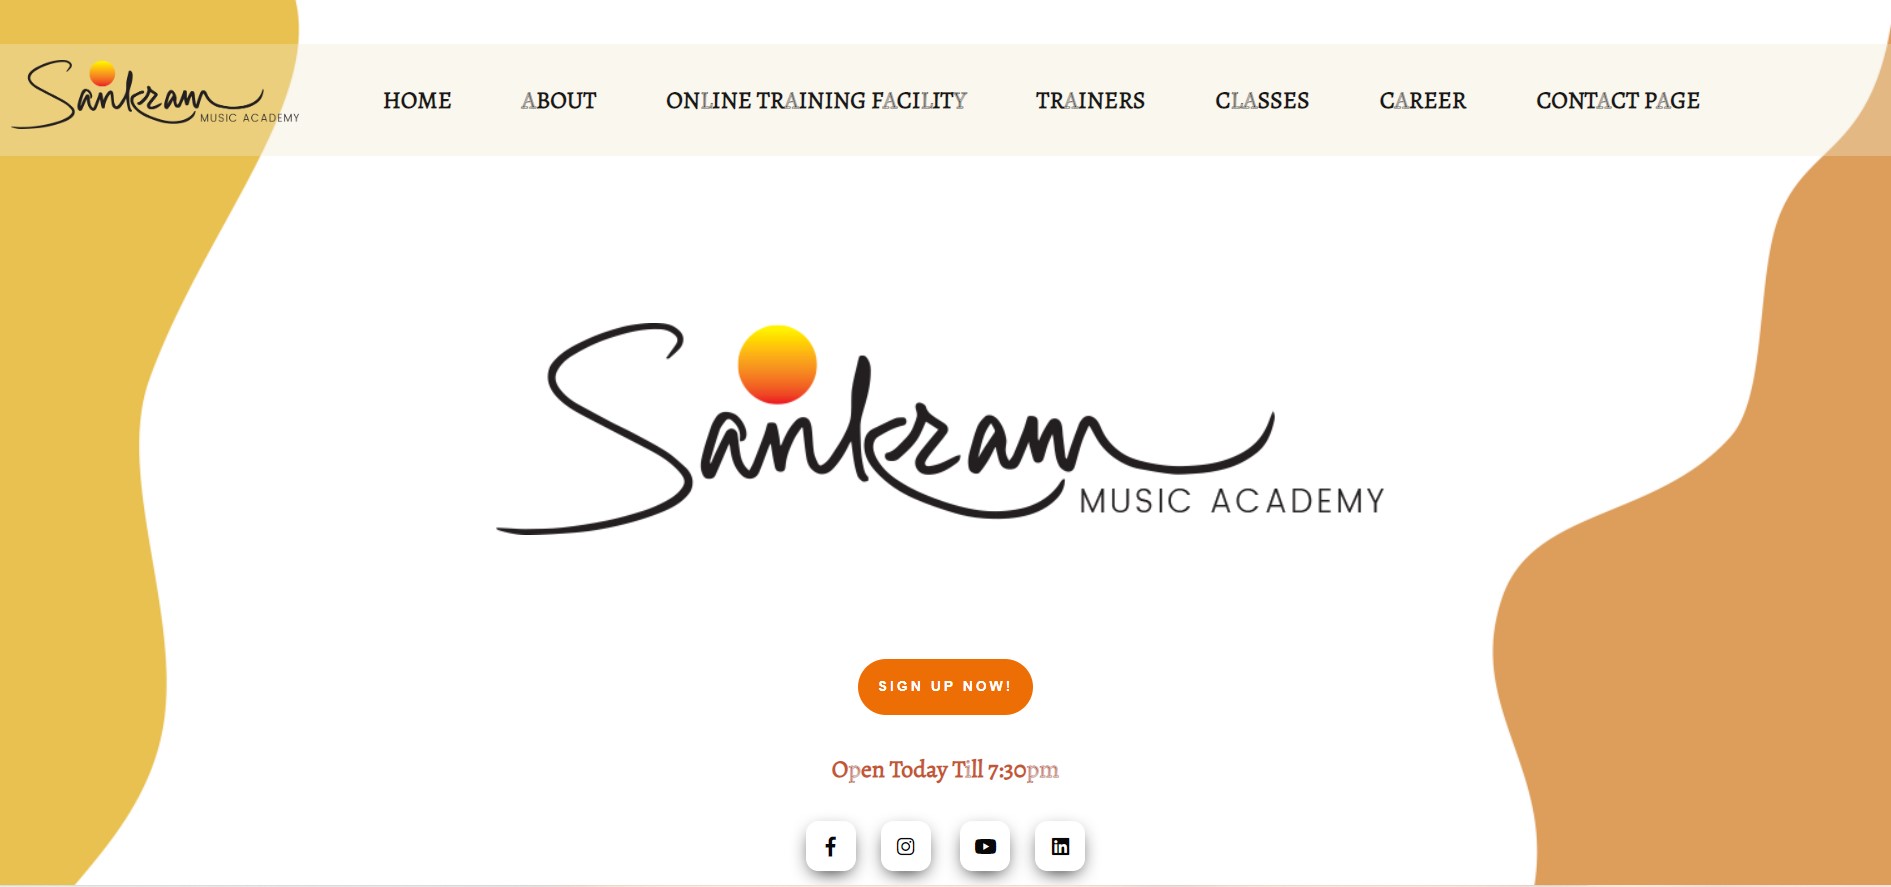 Sankram
MUSIC ACADEMY
HOME
ABOUT
ONLINE TRAINING FACILITY
TRAINERS
CLASSES
CAREER
CONTACT PAGE
Sankram
MUSIC ACADEMY
SIGN UP NOW!
Open Today Till 7:30pm